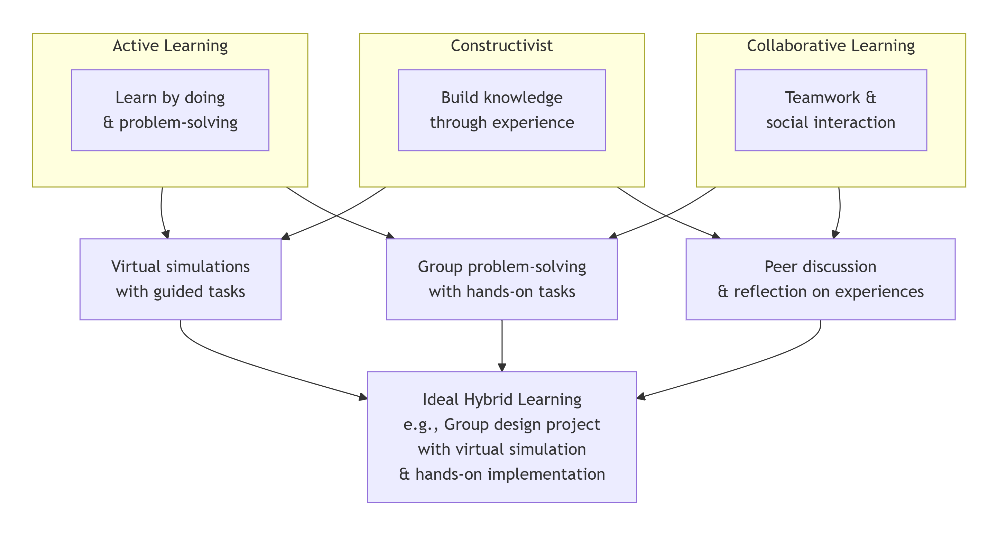 Active Learning
Constructivist
Collaborative Learning
Learn by doing
& problem-solving
Build knowledge
through experience
Teamwork &
social interaction
Virtual simulations
with guided tasks
Group problem-solving
with hands-on tasks
Peer discussion
& reflection on experiences
Ideal Hybrid Learning
e.g., Group design project
with virtual simulation
& hands-on implementation